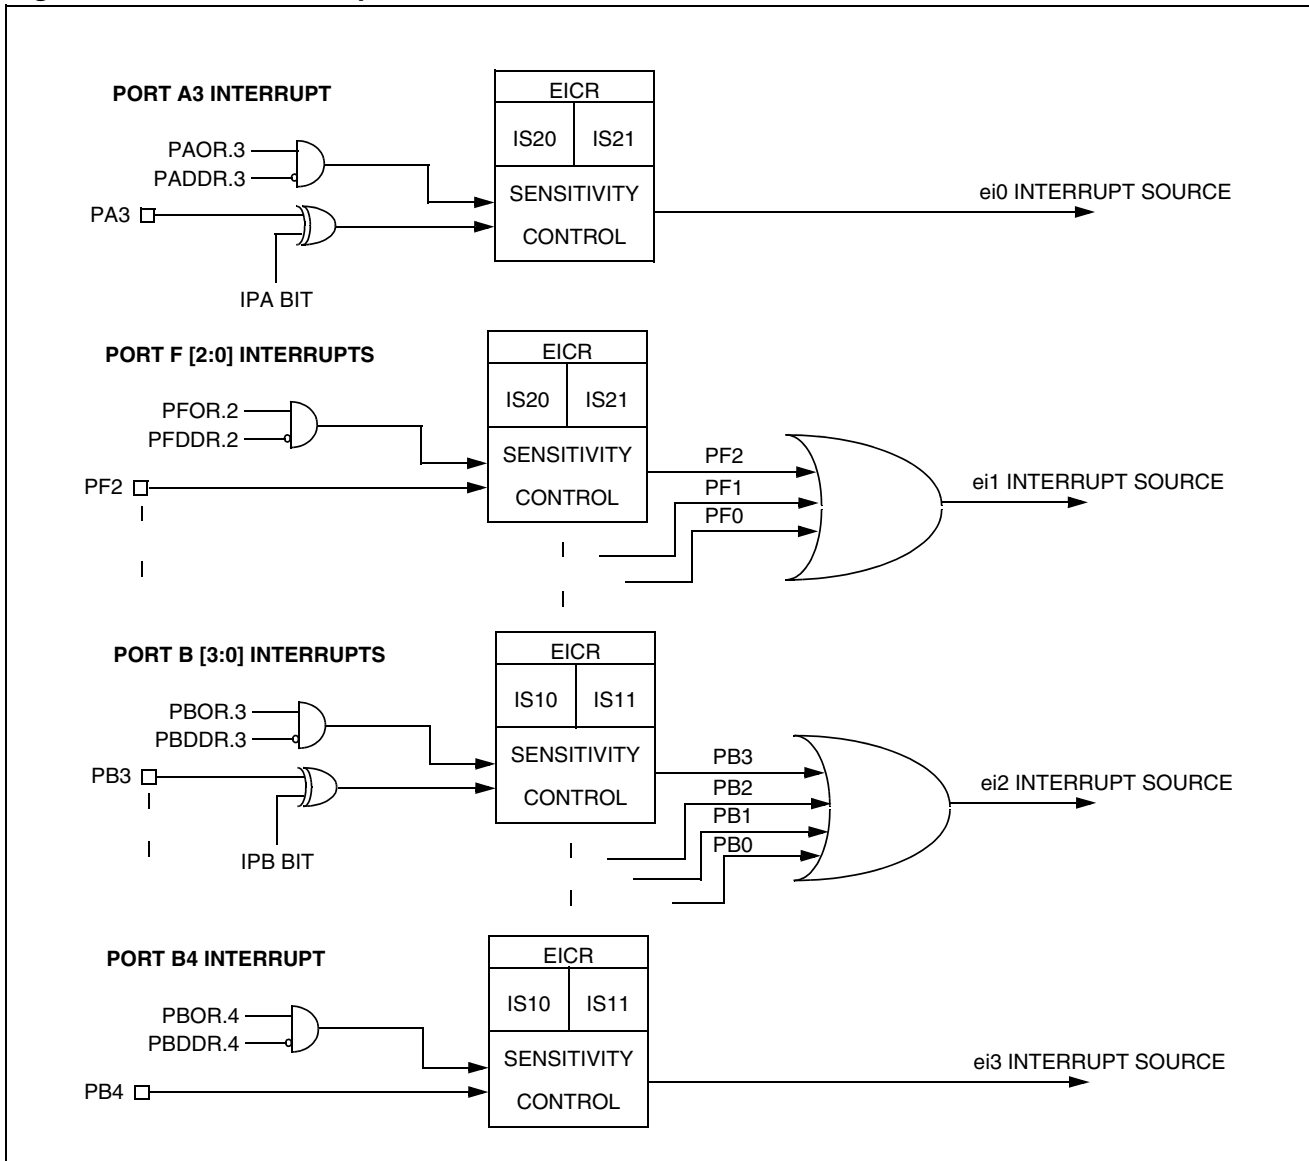 PORT A3 INTERRUPT
EICR
IS20 IS21
PAOR.3
PADDR.3
SENSITIVITY
CONTROL
PA3
IPA BIT
ei0 INTERRUPT SOURCE
PORT F [2:0] INTERRUPTS
EICR
IS20 IS21
PFOR.2
PFDDR.2
SENSITIVITY
CONTROL
PF2
PF2
PF1
PF0
ei1 INTERRUPT SOURCE
PORT B [3:0] INTERRUPTS
EICR
IS10 IS11
PBOR.3
PBDDR.3
SENSITIVITY
CONTROL
PB3
IPB BIT
PB3
PB2
PB1
PB0
ei2 INTERRUPT SOURCE
PORT B4 INTERRUPT
EICR
IS10 IS11
PBOR.4
PBDDR.4
SENSITIVITY
CONTROL
PB4
ei3 INTERRUPT SOURCE